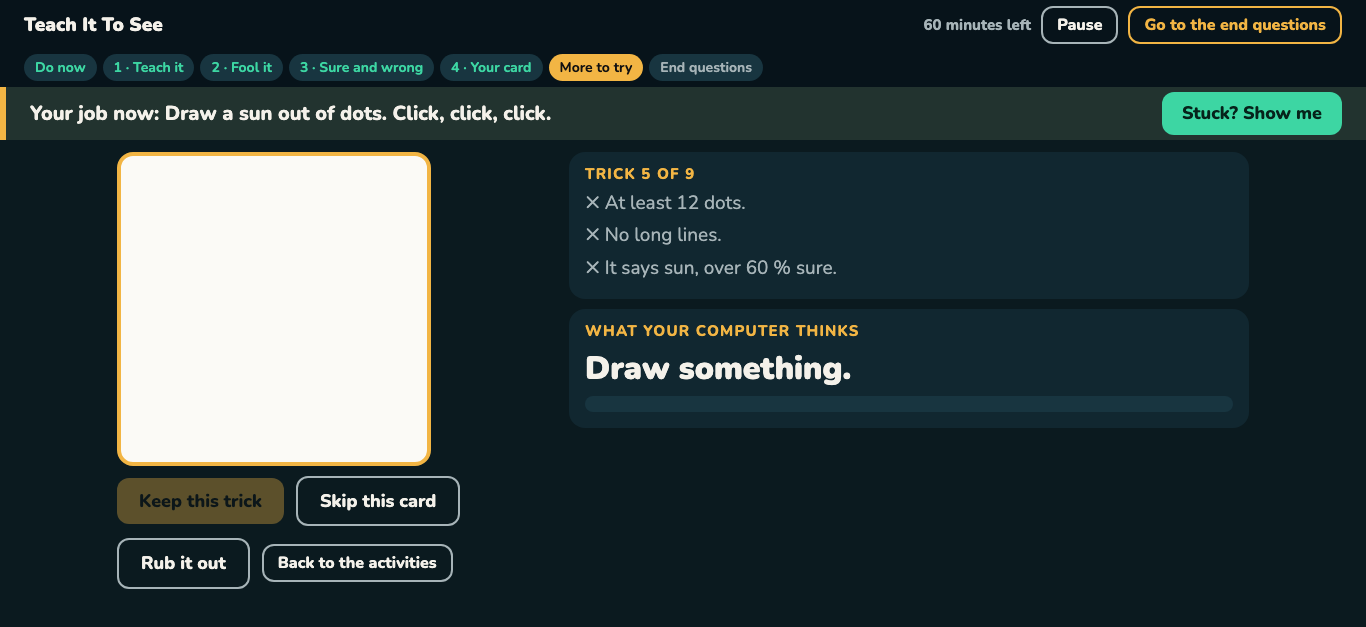 Teach It To See
60 minutes left
Pause
Go to the end questions
Do now
1 · Teach it
2 · Fool it
3 · Sure and wrong
4 · Your card
More to try
End questions
Your job now: Draw a sun out of dots. Click, click, click.
Stuck? Show me
TRICK 5 OF 9
✕ At least 12 dots.
✕ No long lines.
✕ It says sun, over 60 % sure.
WHAT YOUR COMPUTER THINKS
Draw something.
Keep this trick
Skip this card
Rub it out
Back to the activities